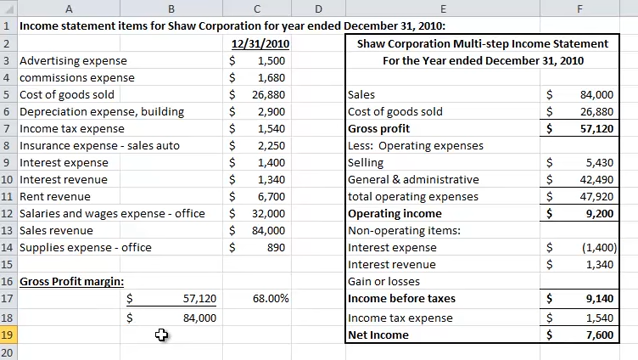 A B C D E F
1 Income statement items for Shaw Corporation for year ended December 31, 2010:
2 12/31/2010 Shaw Corporation Multi-step Income Statement
3 Advertising expense $ 1,500 For the Year ended December 31, 2010
4 commissions expense $ 1,680
5 Cost of goods sold $ 26,880 Sales $ 84,000
6 Depreciation expense, building $ 2,900 Cost of goods sold $ 26,880
7 Income tax expense $ 1,540 Gross profit $ 57,120
8 Insurance expense - sales auto $ 2,250 Less: Operating expenses
9 Interest expense $ 1,400 Selling $ 5,430
10 Interest revenue $ 1,340 General & administrative $ 42,490
11 Rent revenue $ 6,700 total operating expenses $ 47,920
12 Salaries and wages expense - office $ 32,000 Operating income $ 9,200
13 Sales revenue $ 84,000 Non-operating items:
14 Supplies expense - office $ 890 Interest expense $ (1,400)
15 Interest revenue $ 1,340
16 Gross Profit margin: Gain or losses
17 $ 57,120 68.00% Income before taxes $ 9,140
18 $ 84,000 Income tax expense $ 1,540
19 Net Income $ 7,600
20